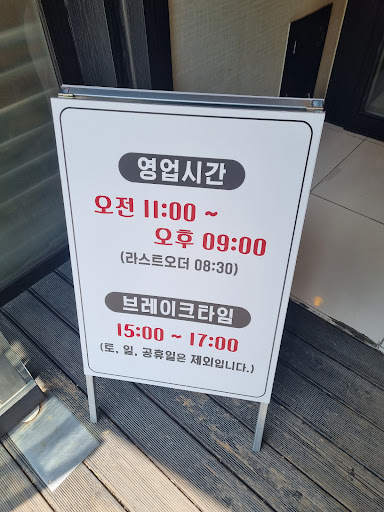 영업시간
오전 11:00 ~
오후 09:00
(라스트오더 08:30)
브레이크타임
15:00 ~ 17:00
(토, 일, 공휴일은 제외입니다.)